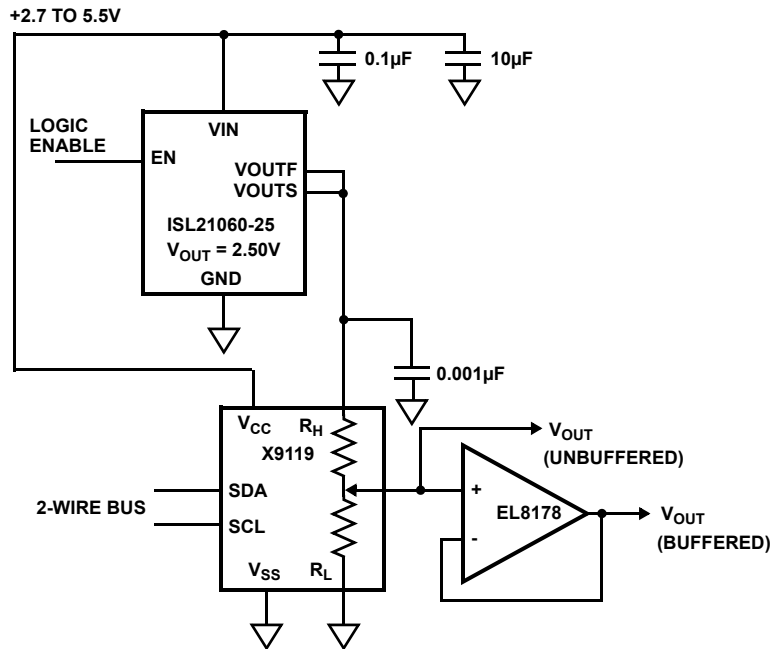 +2.7 TO 5.5V
0.1µF
10µF
LOGIC
ENABLE
VIN
EN
VOUTF
VOUTS
ISL21060-25
VOUT = 2.50V
GND
0.001µF
VCC
RH
X9119
VOUT
(UNBUFFERED)
2-WIRE BUS
SDA
SCL
+
EL8178
-
VOUT
(BUFFERED)
VSS
RL